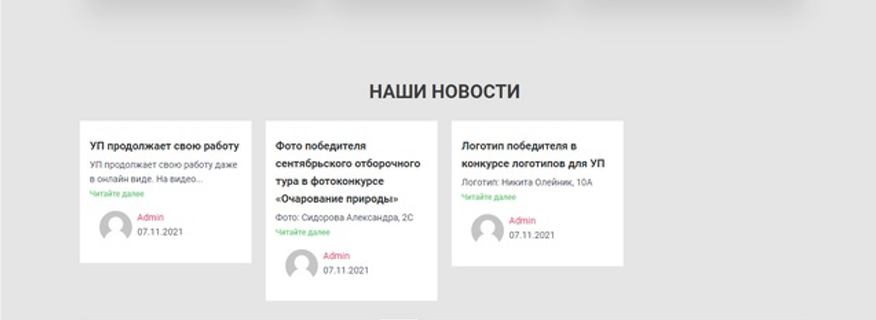 НАШИ НОВОСТИ
УП продолжает свою работу
УП продолжает свою работу даже
в онлайн виде. На видео...
Читайте далее
Admin
07.11.2021
Фото победителя
сентябрьского отборочного
тура в фотоконкурсе
«Очарование природы»
Фото: Сидорова Александра, 2С
Читайте далее
Admin
07.11.2021
Логотип победителя в
конкурсе логотипов для УП
Логотип: Никита Олейник, 10А
Читайте далее
Admin
07.11.2021